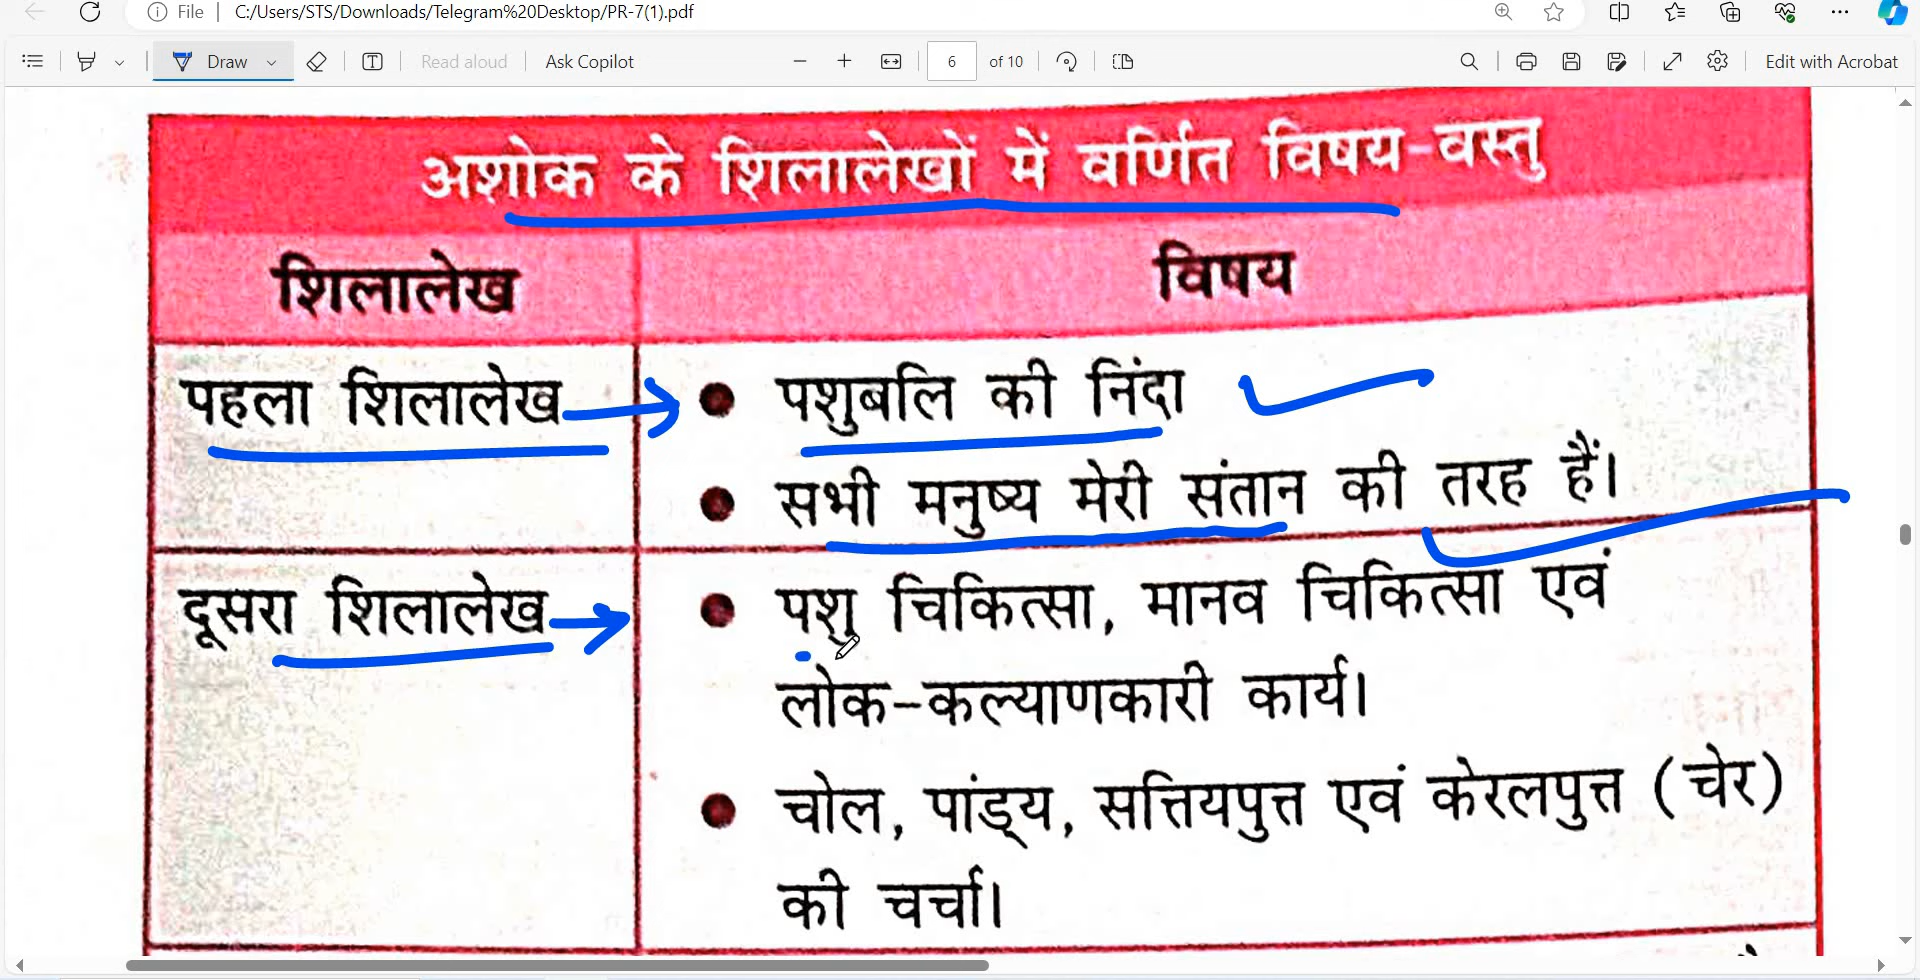 File | C:/Users/STS/Downloads/Telegram%20Desktop/PR-7(1).pdf
Draw
Read aloud
Ask Copilot
6 of 10
Edit with Acrobat
अशोक के शिलालेखों में वर्णित विषय-वस्तु
शिलालेख विषय
पहला शिलालेख • पशुबलि की निंदा
• सभी मनुष्य मेरी संतान की तरह हैं।
दूसरा शिलालेख • पशु चिकित्सा, मानव चिकित्सा एवं
लोक-कल्याणकारी कार्य।
• चोल, पांड्य, सत्तियपुत्त एवं केरलपुत्त (चेर)
की चर्चा।